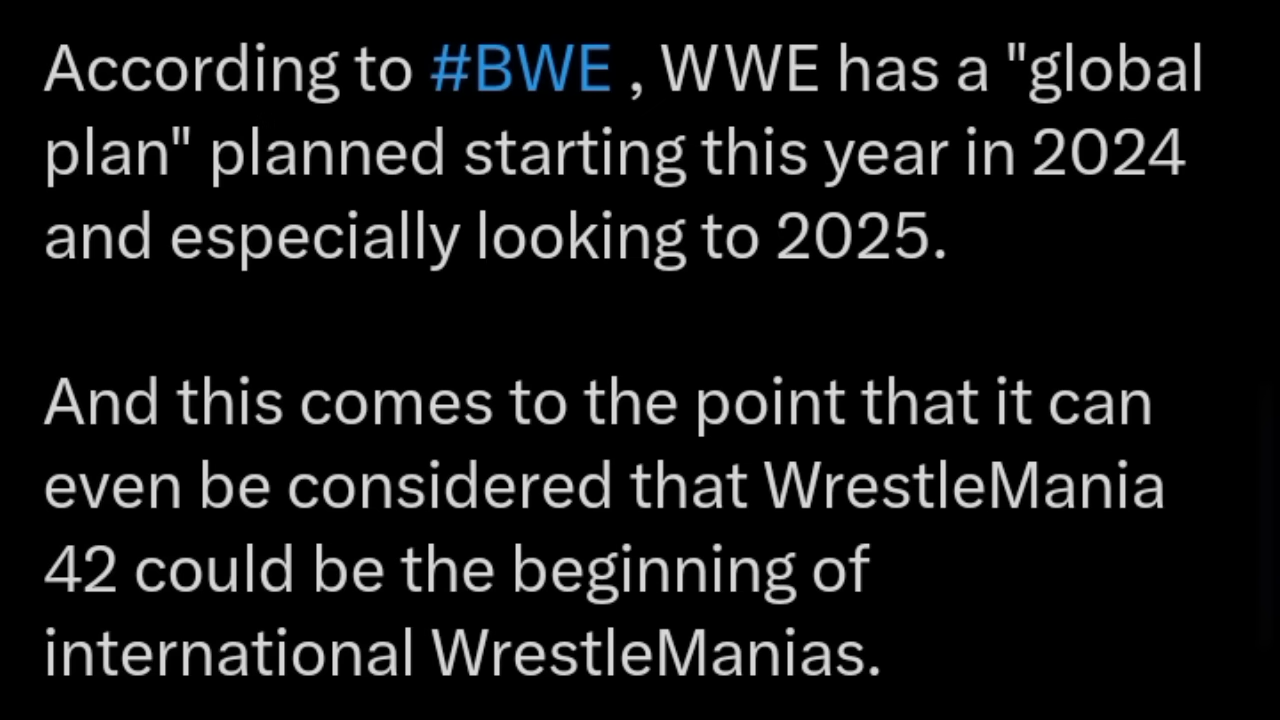 According to #BWE , WWE has a "global
plan" planned starting this year in 2024
and especially looking to 2025.
And this comes to the point that it can
even be considered that WrestleMania
42 could be the beginning of
international WrestleManias.